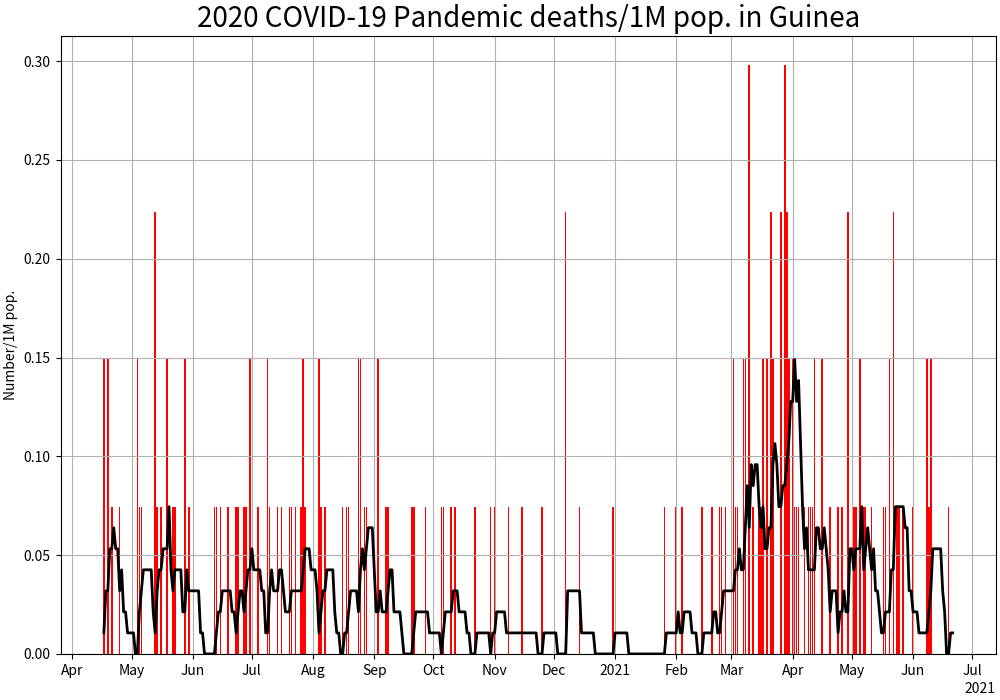 2020 COVID-19 Pandemic deaths/1M pop. in Guinea
Number/1M pop.
0.30
0.25
0.20
0.15
0.10
0.05
0.00
Apr May Jun Jul Aug Sep Oct Nov Dec 2021 Feb Mar Apr May Jun Jul
2021